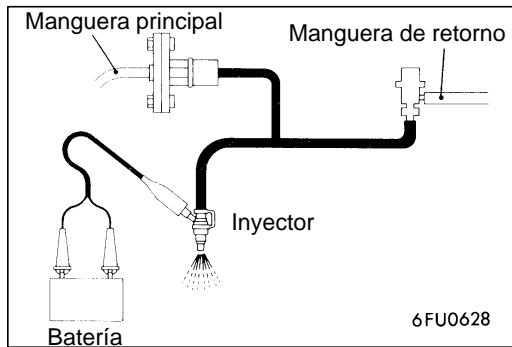 Manguera principal
Manguera de retorno
Inyector
Batería
6FU0628